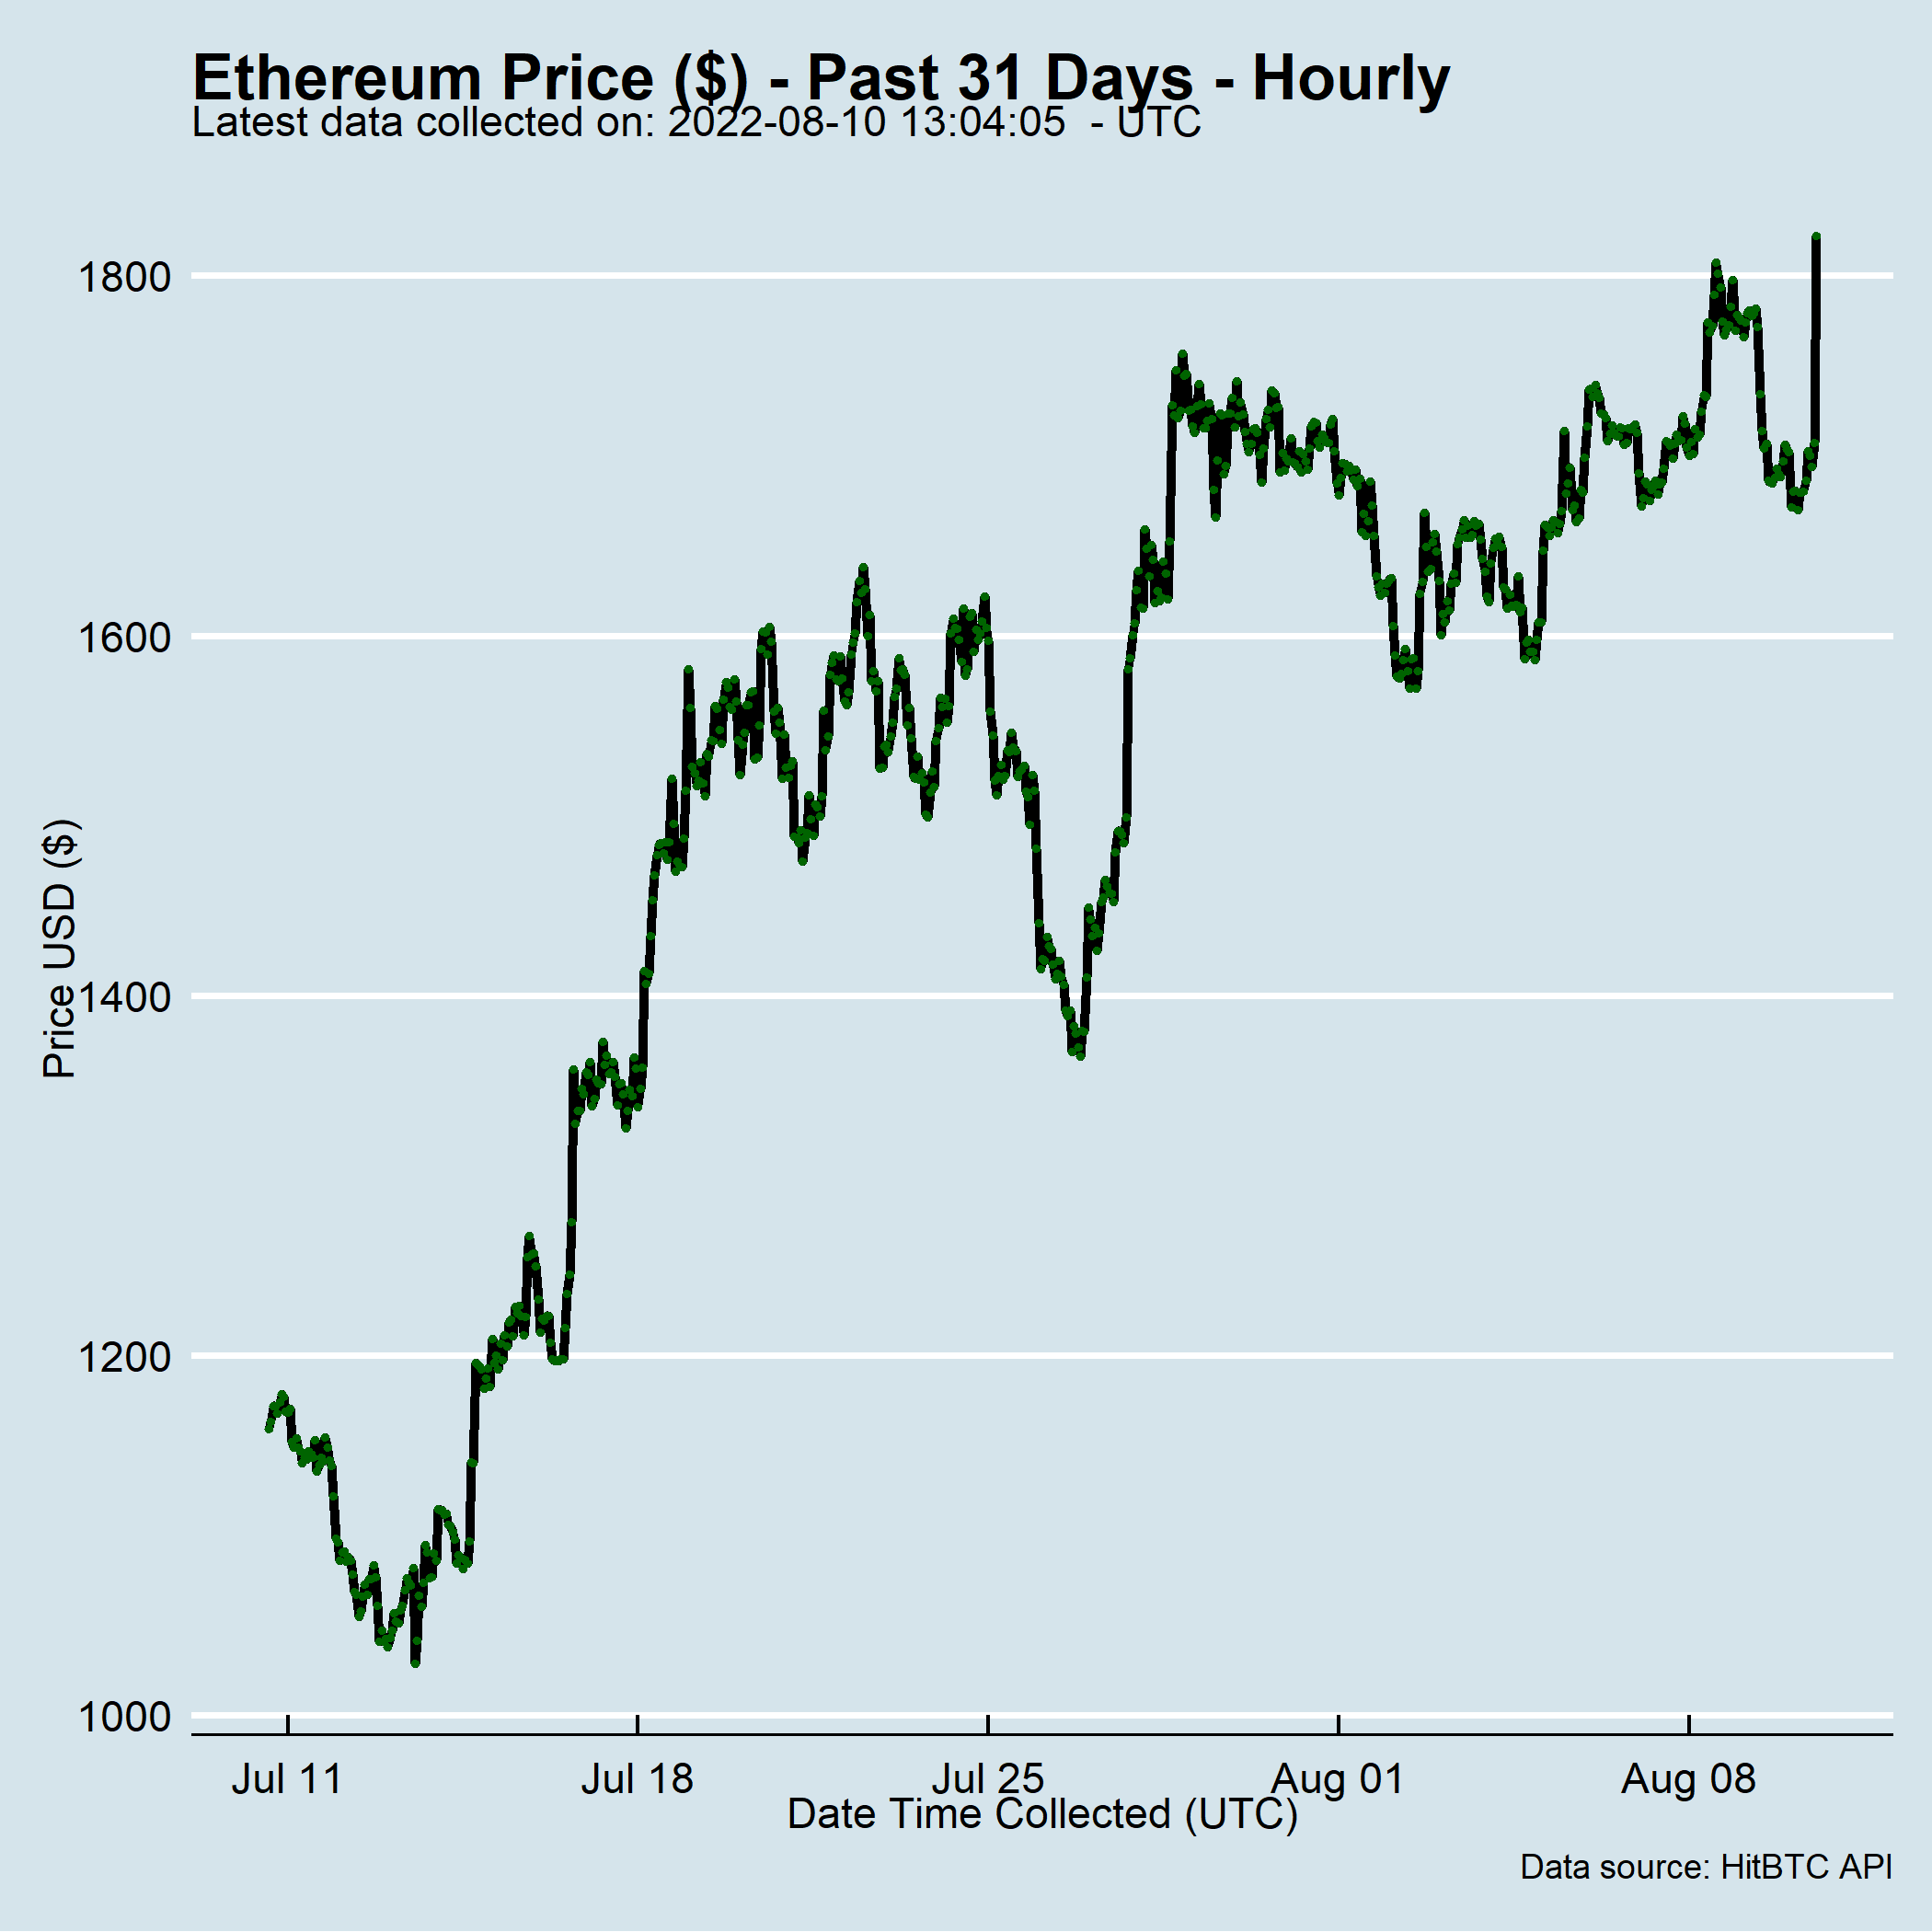 Ethereum Price ($) - Past 31 Days - Hourly
Latest data collected on: 2022-08-10 13:04:05  - UTC
1800
1600
1400
1200
1000
Price USD ($)
Jul 11
Jul 18
Jul 25
Aug 01
Aug 08
Date Time Collected (UTC)
Data source: HitBTC API